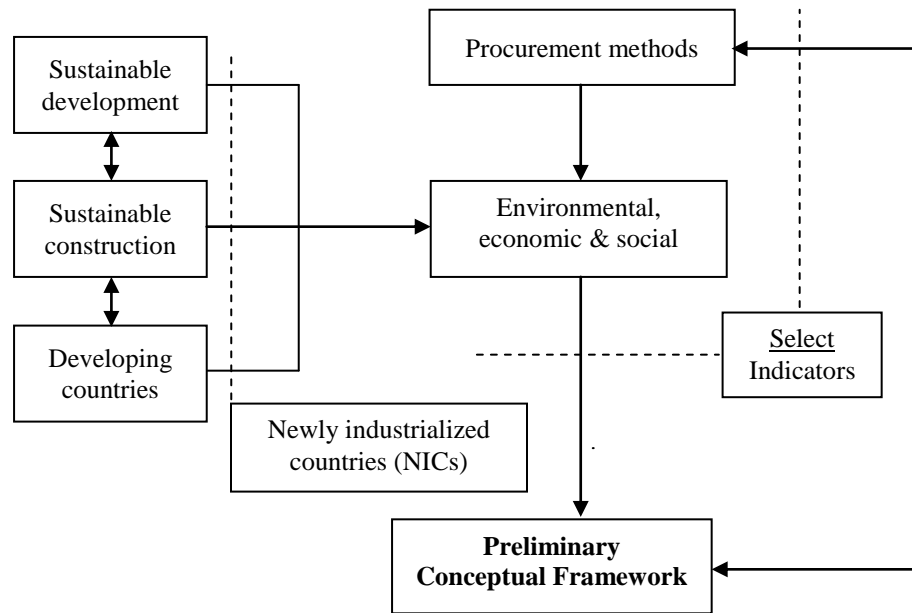 Sustainable
development
Procurement methods
Sustainable
construction
Environmental,
economic & social
Developing
countries
Select
Indicators
Newly industrialized
countries (NICs)
Preliminary
Conceptual Framework